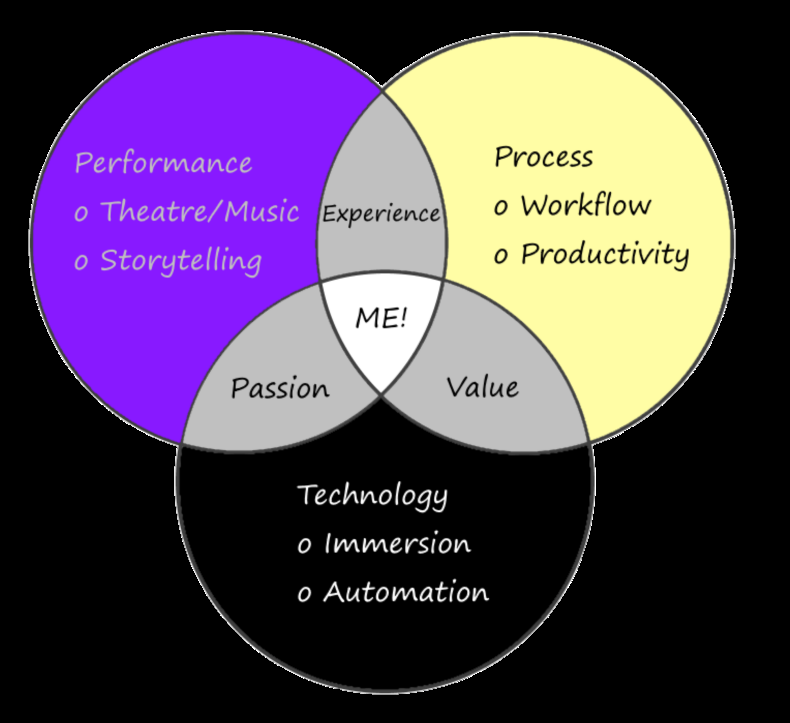 Performance
o Theatre/Music
o Storytelling
Experience
Process
o Workflow
o Productivity
ME!
Passion
Value
Technology
o Immersion
o Automation